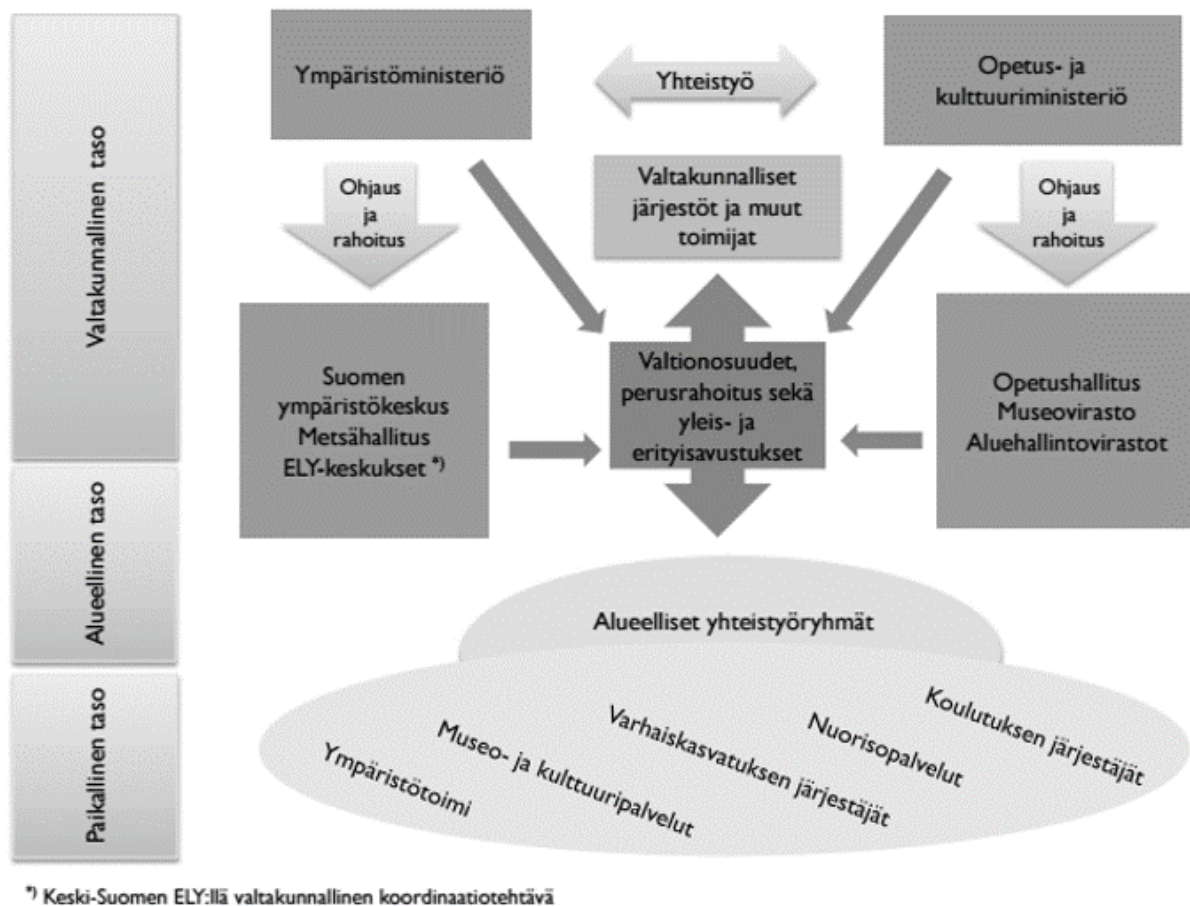 Valtakunnallinen taso
Alueellinen taso
Paikallinen taso
Ympäristöministeriö
Yhteistyö
Opetus- ja
kulttuuriministeriö
Ohjaus
ja
rahoitus
Valtakunnalliset
järjestöt ja muut
toimijat
Ohjaus
ja
rahoitus
Suomen
ympäristökeskus
Metsähallitus
ELY-keskukset *)
Valtionosuudet,
perusrahoitus sekä
yleis- ja
erityisavustukset
Opetushallitus
Museovirasto
Aluehallintovirastot
Alueelliset yhteistyöryhmät
Ympäristötoimi
Museo- ja kulttuuripalvelut
Varhaiskasvatuksen järjestäjät
Nuorisopalvelut
Koulutuksen järjestäjät
*) Keski-Suomen ELY:llä valtakunnallinen koordinaatiotehtävä